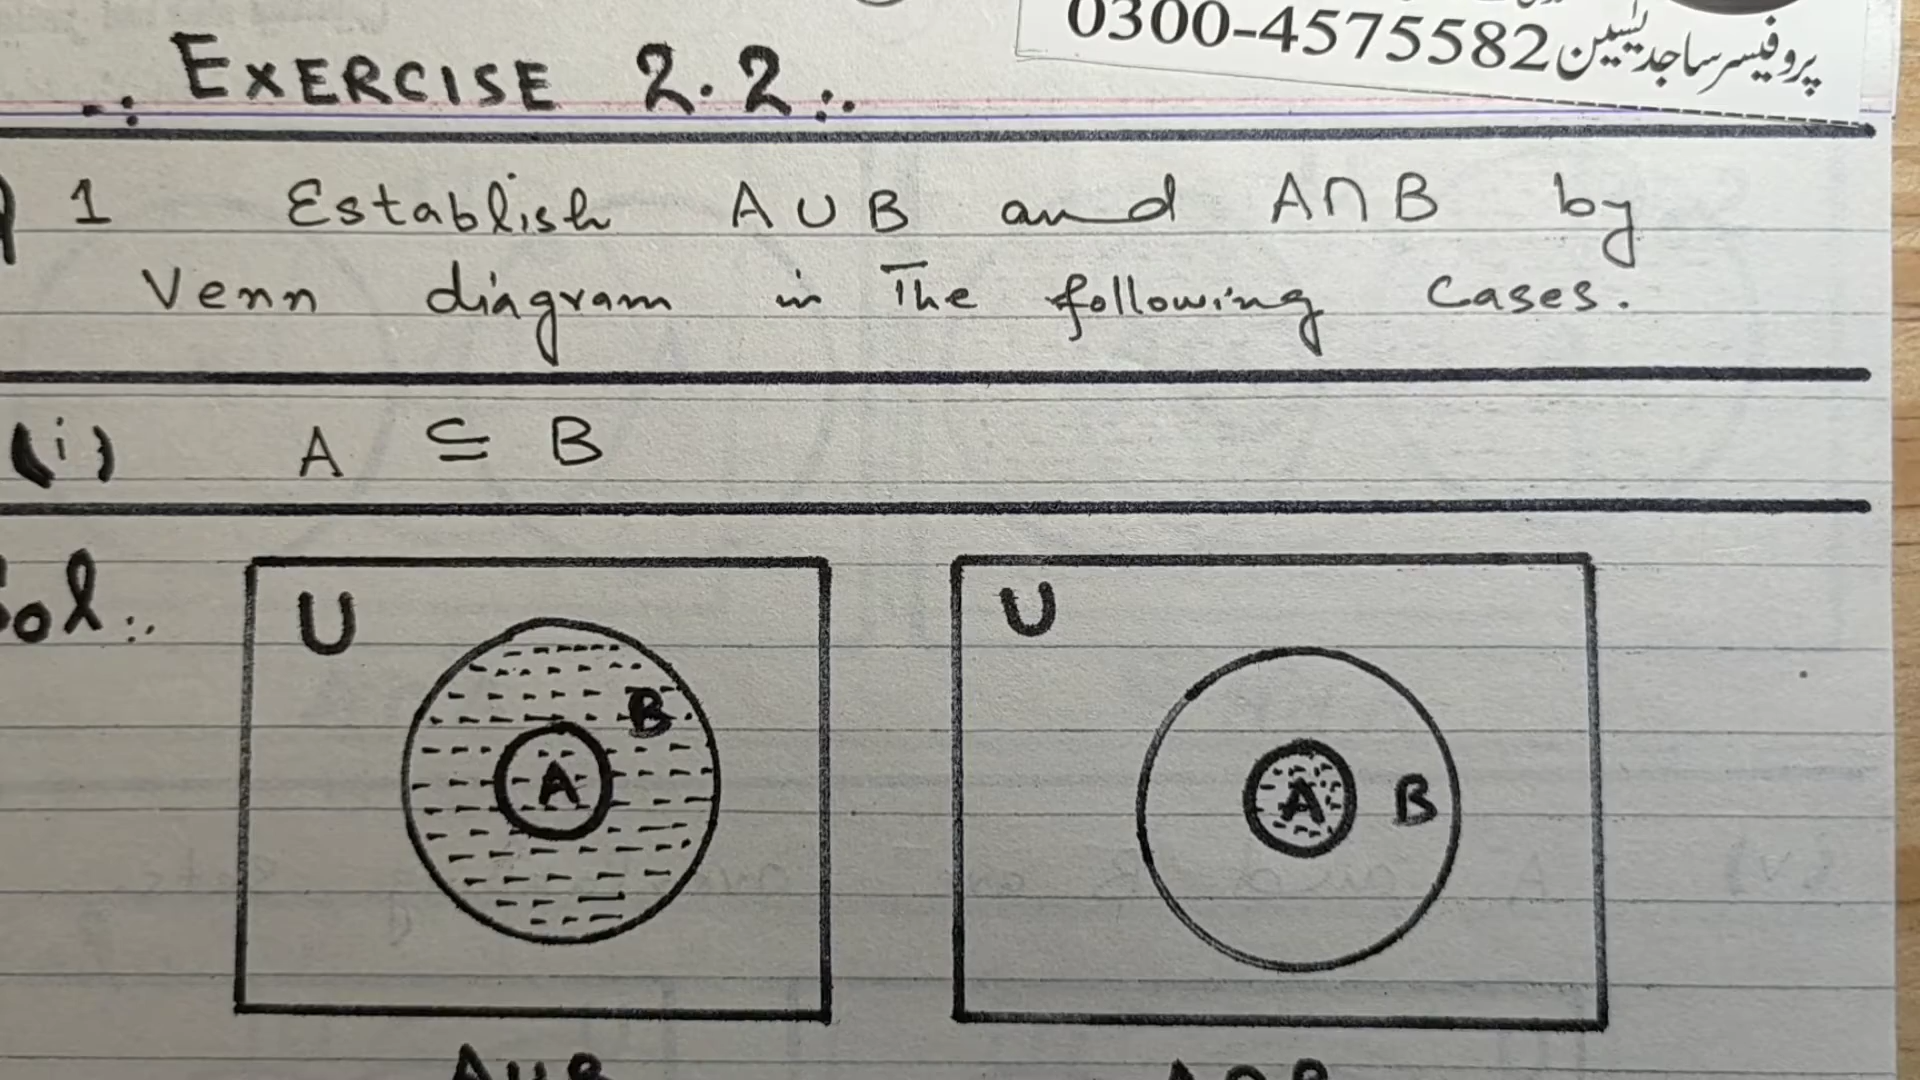 0300-4575582 پروفیسر ساجد یٰسین
EXERCISE 2.2
1 Establish A ∪ B and A ∩ B by
Venn diagram in The following Cases.
(i) A ⊆ B
Sol:.
U
B
A
U
A
B
A∪B
A∩B